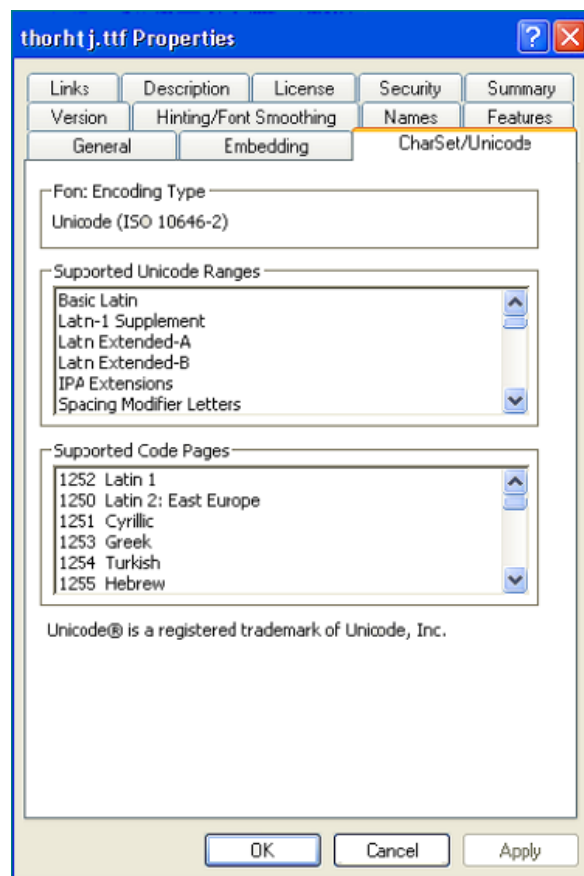 thorhtj.ttf Properties
Links Description License Security Summary
Version Hinting/Font Smoothing Names Features
General Embedding CharSet/Unicode
Font Encoding Type
Unicode (ISO 10646-2)
Supported Unicode Ranges
Basic Latin
Latin-1 Supplement
Latin Extended-A
Latin Extended-B
IPA Extensions
Spacing Modifier Letters
Supported Code Pages
1252 Latin 1
1250 Latin 2: East Europe
1251 Cyrillic
1253 Greek
1254 Turkish
1255 Hebrew
Unicode® is a registered trademark of Unicode, Inc.
OK Cancel Apply